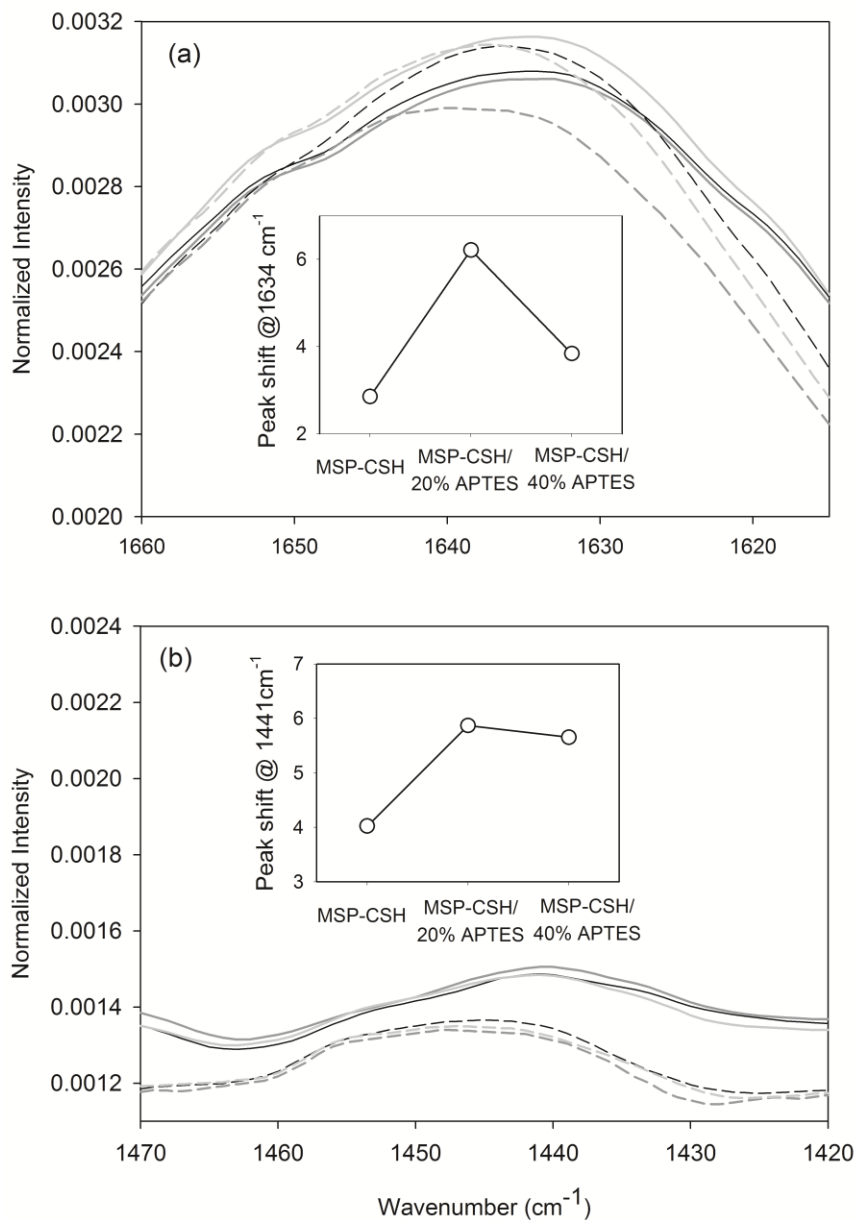 (a)
Normalized Intensity
0.0032
0.0030
0.0028
0.0026
0.0024
0.0022
0.0020
1660 1650 1640 1630 1620
Peak shift @1634 cm⁻¹
6
4
2
MSP-CSH MSP-CSH/ MSP-CSH/
20% APTES 40% APTES
(b)
Normalized Intensity
0.0024
0.0022
0.0020
0.0018
0.0016
0.0014
0.0012
1470 1460 1450 1440 1430 1420
Peak shift @ 1441cm⁻¹
7
6
5
4
3
MSP-CSH MSP-CSH/ MSP-CSH/
20% APTES 40% APTES
Wavenumber (cm⁻¹)